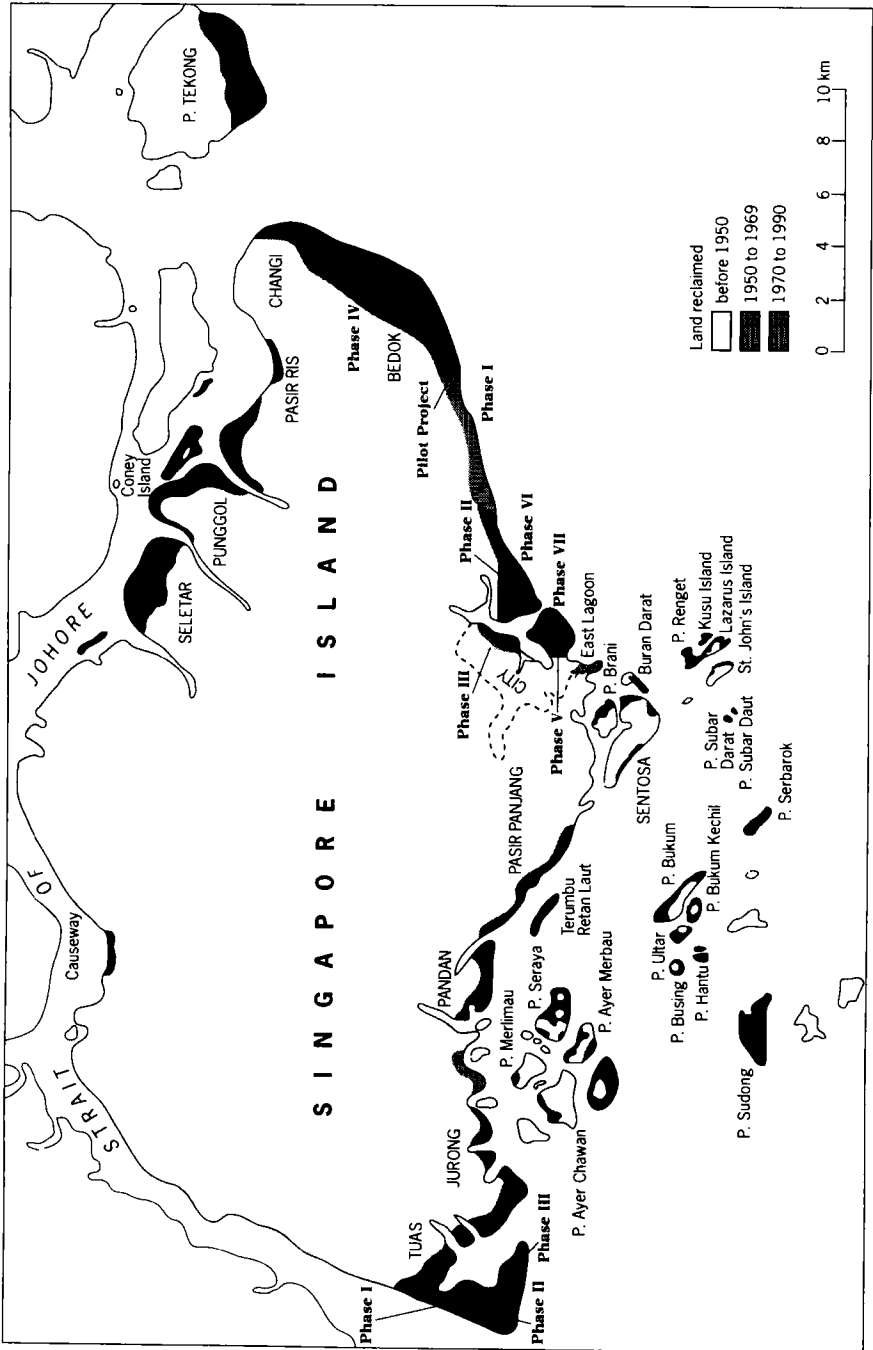 STRAIT
OF
JOHORE
Causeway
SINGAPORE ISLAND
P. TEKONG
Coney
Island
SELETAR
PUNGGOL
PASIR RIS
CHANGI
Phase IV
BEDOK
Pilot Project
Phase I
Phase II
Phase VI
Phase VII
Phase III
CITY
Phase V
East Lagoon
P. Brani
Buran Darat
SENTOSA
P. Renget
Kusu Island
Lazarus Island
St. John's Island
P. Subar
Darat
P. Subar Daut
P. Serbarok
PASIR PANJANG
Terumbu
Retan Laut
PANDAN
P. Seraya
P. Merlimau
P. Ayer Merbau
P. Ayer Chawan
JURONG
TUAS
Phase I
Phase II
Phase III
P. Bukum
P. Bukum Kechil
P. Ultar
P. Busing
P. Hantu
P. Sudong
Land reclaimed
before 1950
1950 to 1969
1970 to 1990
0 2 4 6 8 10 km